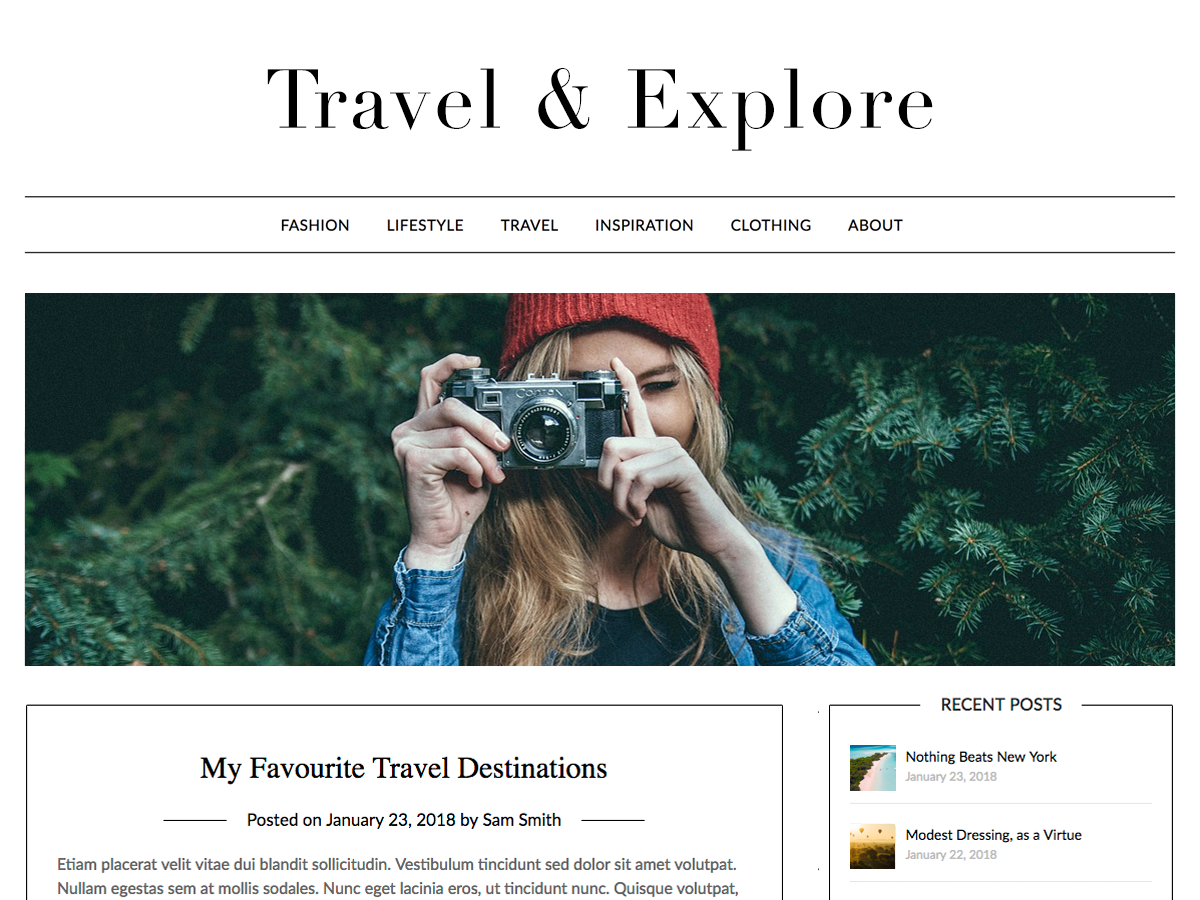 Travel & Explore
FASHION LIFESTYLE TRAVEL INSPIRATION CLOTHING ABOUT
Contax
My Favourite Travel Destinations
Posted on January 23, 2018 by Sam Smith
Etiam placerat velit vitae dui blandit sollicitudin. Vestibulum tincidunt sed dolor sit amet volutpat.
Nullam egestas sem at mollis sodales. Nunc eget lacinia eros, ut tincidunt nunc. Quisque volutpat,
RECENT POSTS
Nothing Beats New York
January 23, 2018
Modest Dressing, as a Virtue
January 22, 2018